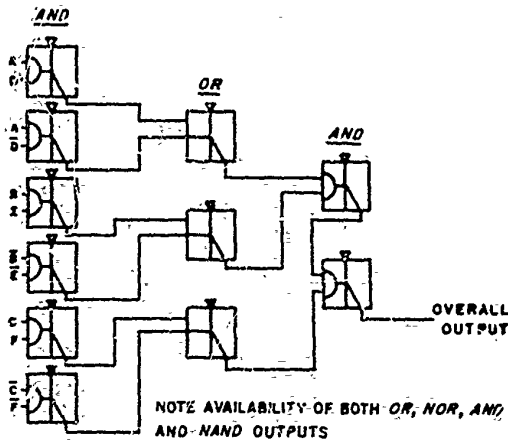 AND
OR
AND
A
D
B
C
F
C
F
OVERALL
OUTPUT
NOTE AVAILABILITY OF BOTH OR, NOR, AND
AND NAND OUTPUTS